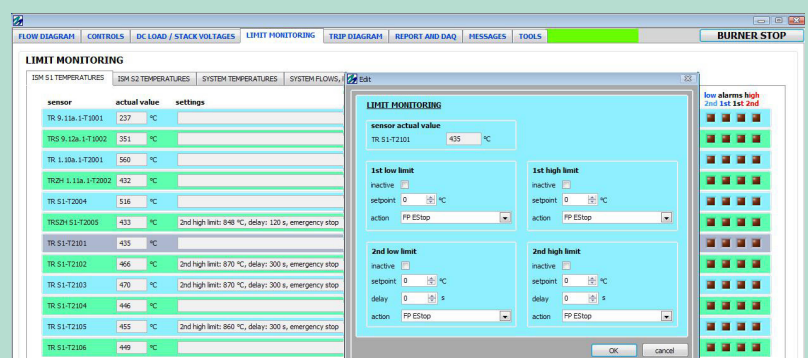 FLOW DIAGRAM CONTROLS DC LOAD / STACK VOLTAGES LIMIT MONITORING TRIP DIAGRAM REPORT AND DAQ MESSAGES TOOLS BURNER STOP
LIMIT MONITORING
ISM S1 TEMPERATURES ISM S2 TEMPERATURES SYSTEM TEMPERATURES SYSTEM FLOWS,
sensor actual value settings
low alarms high
2nd 1st 1st 2nd
TR 9.11a.1-T1001 237 °C
TRS 9.12a.1-T1002 351 °C
TR 1.10a.1-T2001 560 °C
TRZH 1.11a.1-T2002 432 °C
TR S1-T2004 516 °C
TRSZH S1-T2005 433 °C 2nd high limit: 848 °C, delay: 120 s, emergency stop
TR S1-T2101 435 °C
TR S1-T2102 466 °C 2nd high limit: 870 °C, delay: 300 s, emergency stop
TR S1-T2103 470 °C 2nd high limit: 870 °C, delay: 300 s, emergency stop
TR S1-T2104 446 °C
TR S1-T2105 455 °C 2nd high limit: 860 °C, delay: 300 s, emergency stop
TR S1-T2106 449 °C
Edit
LIMIT MONITORING
sensor actual value
TR S1-T2101 435 °C
1st low limit
inactive
setpoint 0 °C
action FP EStop
1st high limit
inactive
setpoint 0 °C
action FP EStop
2nd low limit
inactive
setpoint 0 °C
delay 0 s
action FP EStop
2nd high limit
inactive
setpoint 0 °C
delay 0 s
action FP EStop
OK cancel